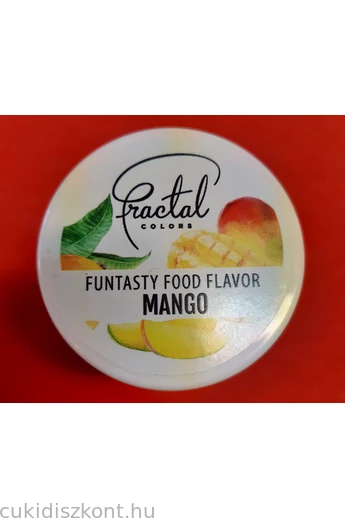 Fractal
COLORS
FUNTASTY FOOD FLAVOR
MANGO
cukidiszkont.hu